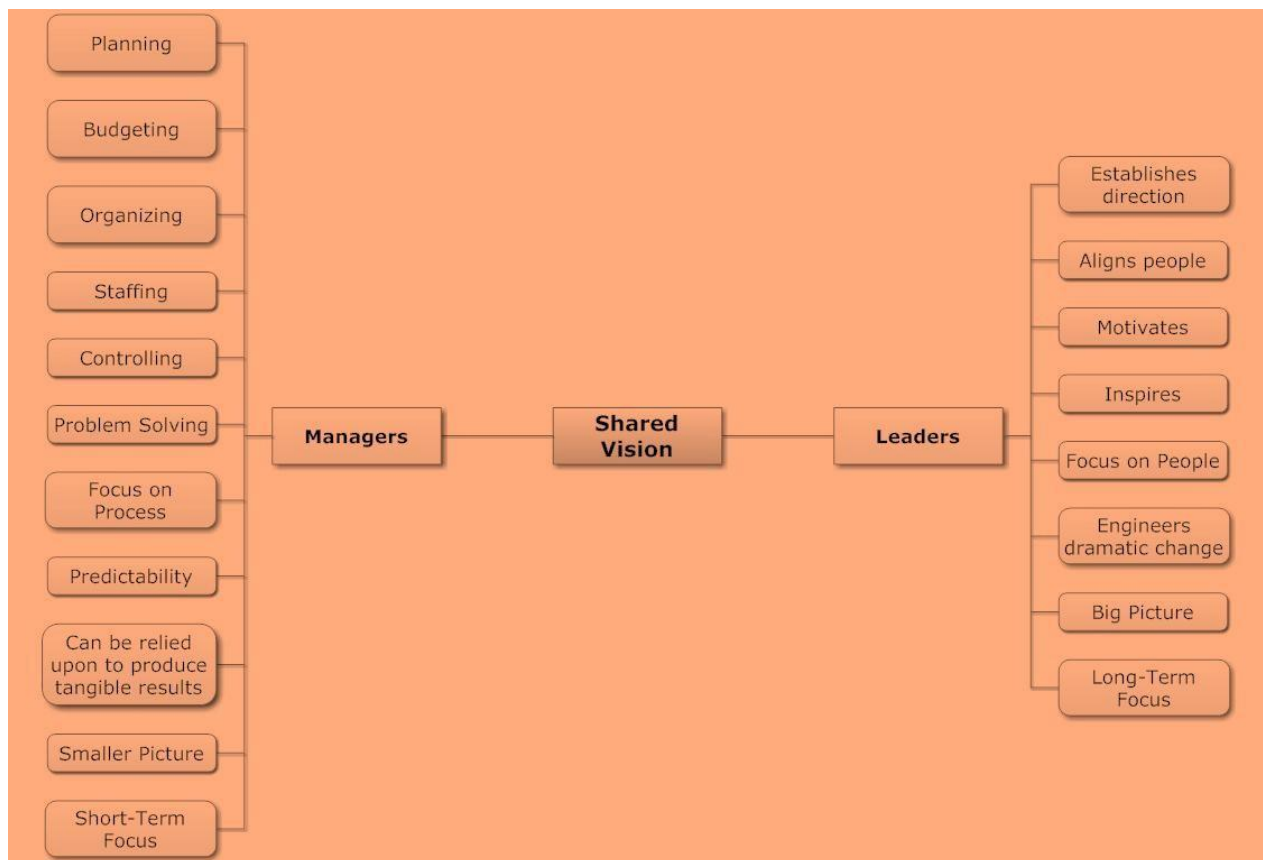 Planning
Budgeting
Organizing
Staffing
Controlling
Problem Solving
Focus on
Process
Predictability
Can be relied
upon to produce
tangible results
Smaller Picture
Short-Term
Focus
Managers
Shared
Vision
Leaders
Establishes
direction
Aligns people
Motivates
Inspires
Focus on People
Engineers
dramatic change
Big Picture
Long-Term
Focus